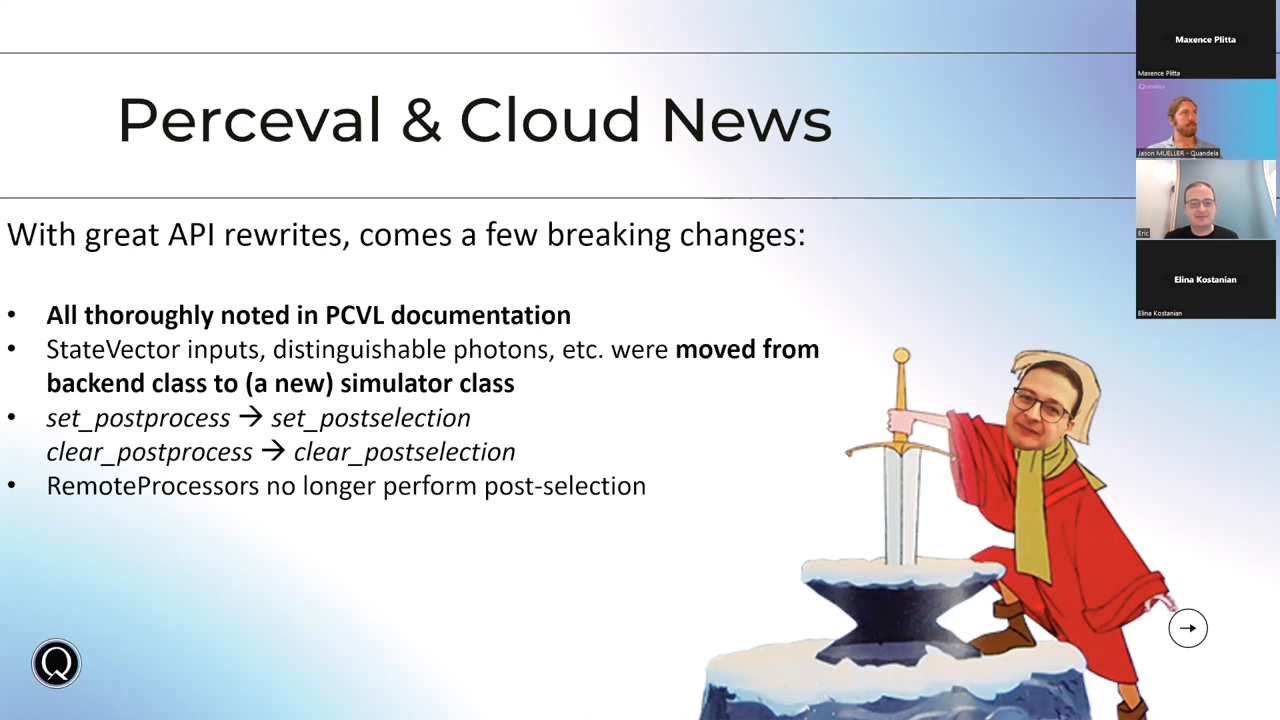 Perceval & Cloud News
With great API rewrites, comes a few breaking changes:
• All thoroughly noted in PCVL documentation
• StateVector inputs, distinguishable photons, etc. were moved from
backend class to (a new) simulator class
• set_postprocess → set_postselection
clear_postprocess → clear_postselection
• RemoteProcessors no longer perform post-selection
Maxence Plitta
Maxence Plitta
QUANDELA
Jason MUELLER - Quandela
Eric
Elina Kostanian
Elina Kostanian